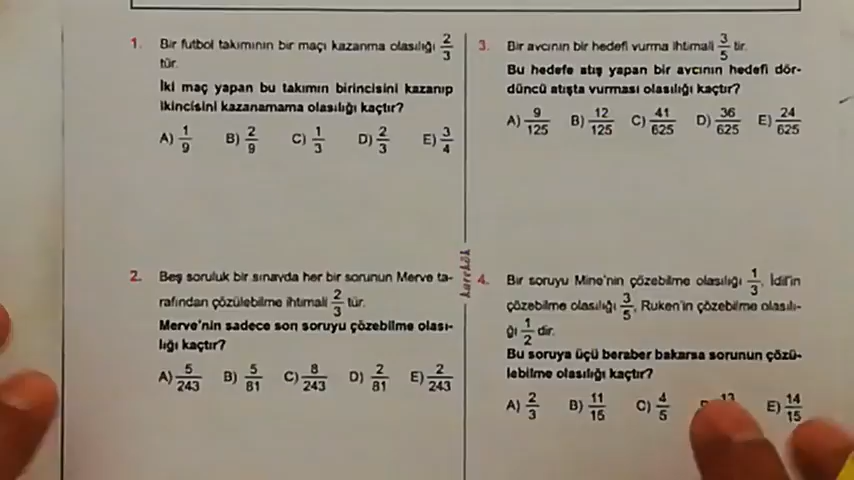 1. Bir futbol takımının bir maçı kazanma olasılığı 2/3
tür.
İki maç yapan bu takımın birincisini kazanıp
ikincisini kazanamama olasılığı kaçtır?
A) 1/9 B) 2/9 C) 1/3 D) 2/3 E) 3/4
2. Beş soruluk bir sınavda her bir sorunun Merve ta-
rafından çözülebilme ihtimali 2/3 tür.
Merve'nin sadece son soruyu çözebilme olası-
lığı kaçtır?
A) 5/243 B) 5/81 C) 8/243 D) 2/81 E) 2/243
karekök
3. Bir avcının bir hedefi vurma ihtimali 3/5 tir.
Bu hedefe atış yapan bir avcının hedefi dör-
düncü atışta vurması olasılığı kaçtır?
A) 9/125 B) 12/125 C) 41/625 D) 36/625 E) 24/625
4. Bir soruyu Mine'nin çözebilme olasılığı 1/3, İdil'in
çözebilme olasılığı 3/5, Ruken'in çözebilme olasılı-
ğı 1/2 dir.
Bu soruya üçü beraber bakarsa sorunun çözü-
lebilme olasılığı kaçtır?
A) 2/3 B) 11/15 C) 4/5 E) 14/15